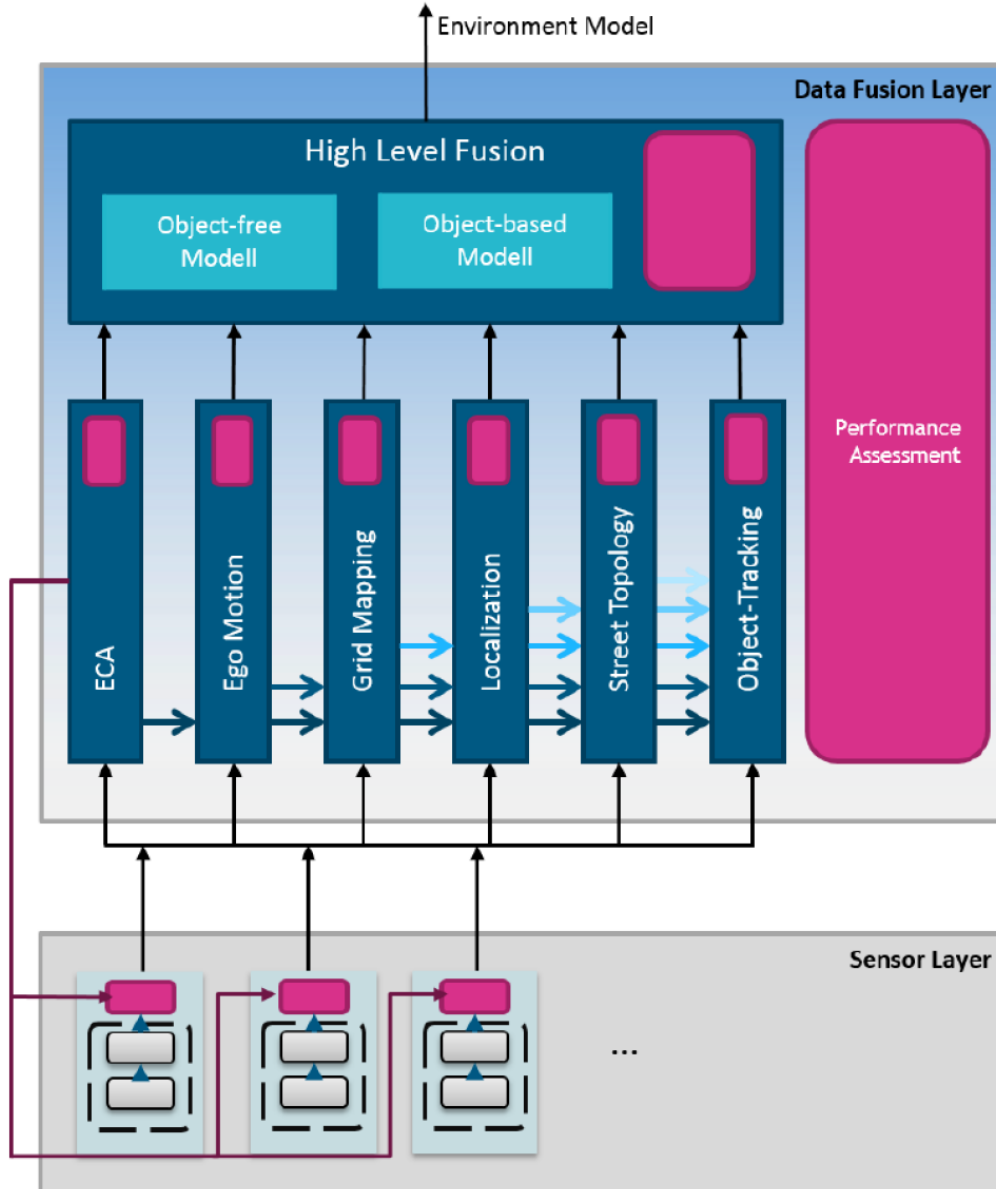 Environment Model
Data Fusion Layer
High Level Fusion
Object-free
Modell
Object-based
Modell
Performance
Assessment
ECA
Ego Motion
Grid Mapping
Localization
Street Topology
Object-Tracking
Sensor Layer
...